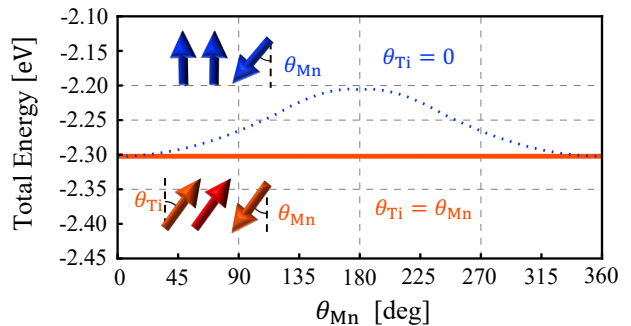 Total Energy [eV]
-2.10
-2.15
-2.20
-2.25
-2.30
-2.35
-2.40
-2.45
θMn
θTi = 0
θTi
θMn
θTi = θMn
0
45
90
135
180
225
270
315
360
θMn [deg]